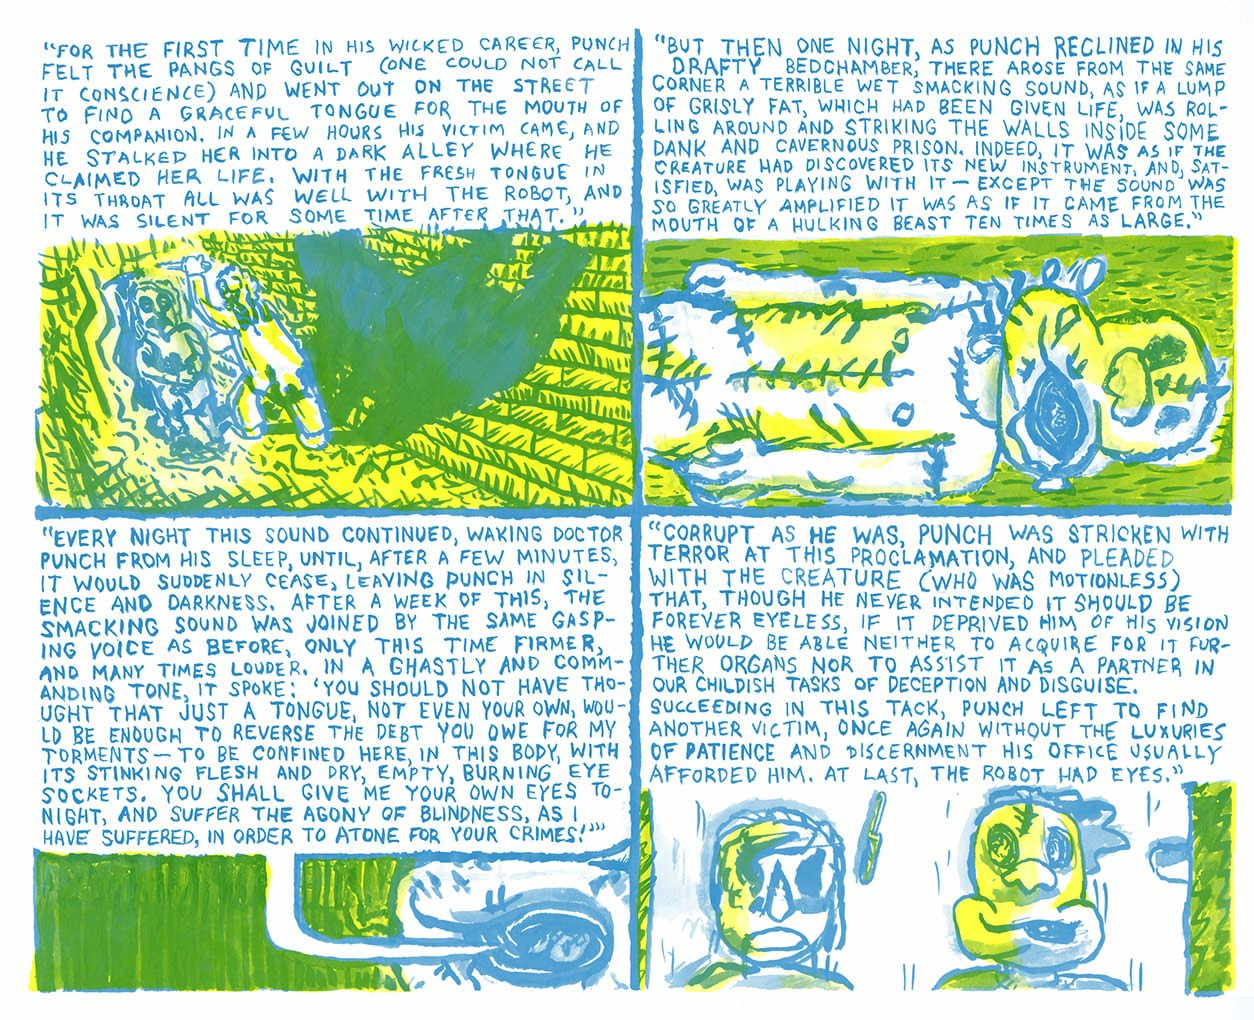 "FOR THE FIRST TIME IN HIS WICKED CAREER, PUNCH
FELT THE PANGS OF GUILT (ONE COULD NOT CALL
IT CONSCIENCE) AND WENT OUT ON THE STREET
TO FIND A GRACEFUL TONGUE FOR THE MOUTH OF
HIS COMPANION. IN A FEW HOURS HIS VICTIM CAME, AND
HE STALKED HER INTO A DARK ALLEY WHERE HE
CLAIMED HER LIFE. WITH THE FRESH TONGUE IN
ITS THROAT ALL WAS WELL WITH THE ROBOT, AND
IT WAS SILENT FOR SOME TIME AFTER THAT."
"BUT THEN ONE NIGHT, AS PUNCH RECLINED IN HIS
DRAFTY BEDCHAMBER, THERE AROSE FROM THE SAME
CORNER A TERRIBLE WET SMACKING SOUND, AS IF A LUMP
OF GRISLY FAT, WHICH HAD BEEN GIVEN LIFE, WAS ROL-
LING AROUND AND STRIKING THE WALLS INSIDE SOME
DANK AND CAVERNOUS PRISON. INDEED, IT WAS AS IF THE
CREATURE HAD DISCOVERED ITS NEW INSTRUMENT, AND, SAT-
ISFIED, WAS PLAYING WITH IT — EXCEPT THE SOUND WAS
SO GREATLY AMPLIFIED IT WAS AS IF IT CAME FROM THE
MOUTH OF A HULKING BEAST TEN TIMES AS LARGE."
"EVERY NIGHT THIS SOUND CONTINUED, WAKING DOCTOR
PUNCH FROM HIS SLEEP, UNTIL, AFTER A FEW MINUTES,
IT WOULD SUDDENLY CEASE, LEAVING PUNCH IN SIL-
ENCE AND DARKNESS. AFTER A WEEK OF THIS, THE
SMACKING SOUND WAS JOINED BY THE SAME GASP-
ING VOICE AS BEFORE, ONLY THIS TIME FIRMER,
AND MANY TIMES LOUDER. IN A GHASTLY AND COMM-
ANDING TONE, IT SPOKE: 'YOU SHOULD NOT HAVE THO-
UGHT THAT JUST A TONGUE, NOT EVEN YOUR OWN, WOU-
LD BE ENOUGH TO REVERSE THE DEBT YOU OWE FOR MY
TORMENTS — TO BE CONFINED HERE, IN THIS BODY, WITH
ITS STINKING FLESH AND DRY, EMPTY, BURNING EYE
SOCKETS. YOU SHALL GIVE ME YOUR OWN EYES TO-
NIGHT, AND SUFFER THE AGONY OF BLINDNESS, AS I
HAVE SUFFERED, IN ORDER TO ATONE FOR YOUR CRIMES!'"
"CORRUPT AS HE WAS, PUNCH WAS STRICKEN WITH
TERROR AT THIS PROCLAMATION, AND PLEADED
WITH THE CREATURE (WHO WAS MOTIONLESS)
THAT, THOUGH HE NEVER INTENDED IT SHOULD BE
FOREVER EYELESS, IF IT DEPRIVED HIM OF HIS VISION
HE WOULD BE ABLE NEITHER TO ACQUIRE FOR IT FUR-
THER ORGANS NOR TO ASSIST IT AS A PARTNER IN
OUR CHILDISH TASKS OF DECEPTION AND DISGUISE.
SUCCEEDING IN THIS TACK, PUNCH LEFT TO FIND
ANOTHER VICTIM, ONCE AGAIN WITHOUT THE LUXURIES
OF PATIENCE AND DISCERNMENT HIS OFFICE USUALLY
AFFORDED HIM. AT LAST, THE ROBOT HAD EYES."